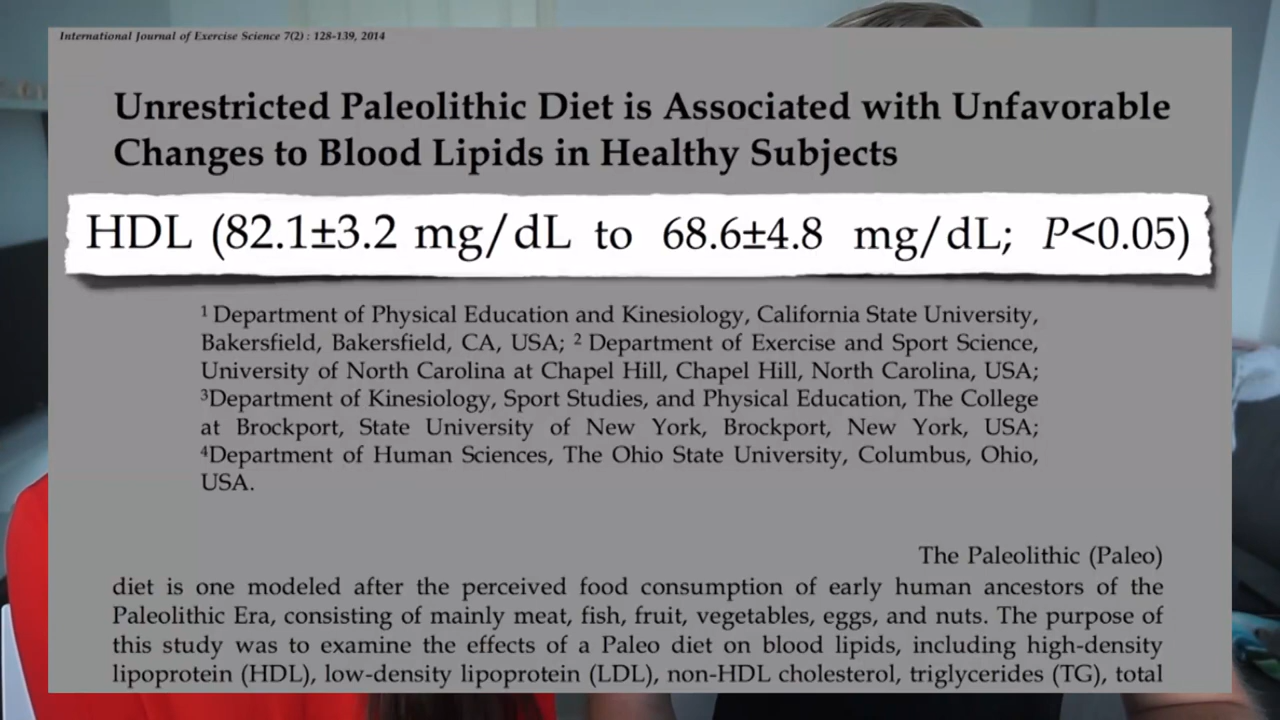 International Journal of Exercise Science 7(2) : 128-139, 2014
Unrestricted Paleolithic Diet is Associated with Unfavorable
Changes to Blood Lipids in Healthy Subjects
HDL (82.1±3.2 mg/dL to 68.6±4.8 mg/dL; P<0.05)
¹ Department of Physical Education and Kinesiology, California State University,
Bakersfield, Bakersfield, CA, USA; ² Department of Exercise and Sport Science,
University of North Carolina at Chapel Hill, Chapel Hill, North Carolina, USA;
³Department of Kinesiology, Sport Studies, and Physical Education, The College
at Brockport, State University of New York, Brockport, New York, USA;
⁴Department of Human Sciences, The Ohio State University, Columbus, Ohio,
USA.
The Paleolithic (Paleo)
diet is one modeled after the perceived food consumption of early human ancestors of the
Paleolithic Era, consisting of mainly meat, fish, fruit, vegetables, eggs, and nuts. The purpose of
this study was to examine the effects of a Paleo diet on blood lipids, including high-density
lipoprotein (HDL), low-density lipoprotein (LDL), non-HDL cholesterol, triglycerides (TG), total